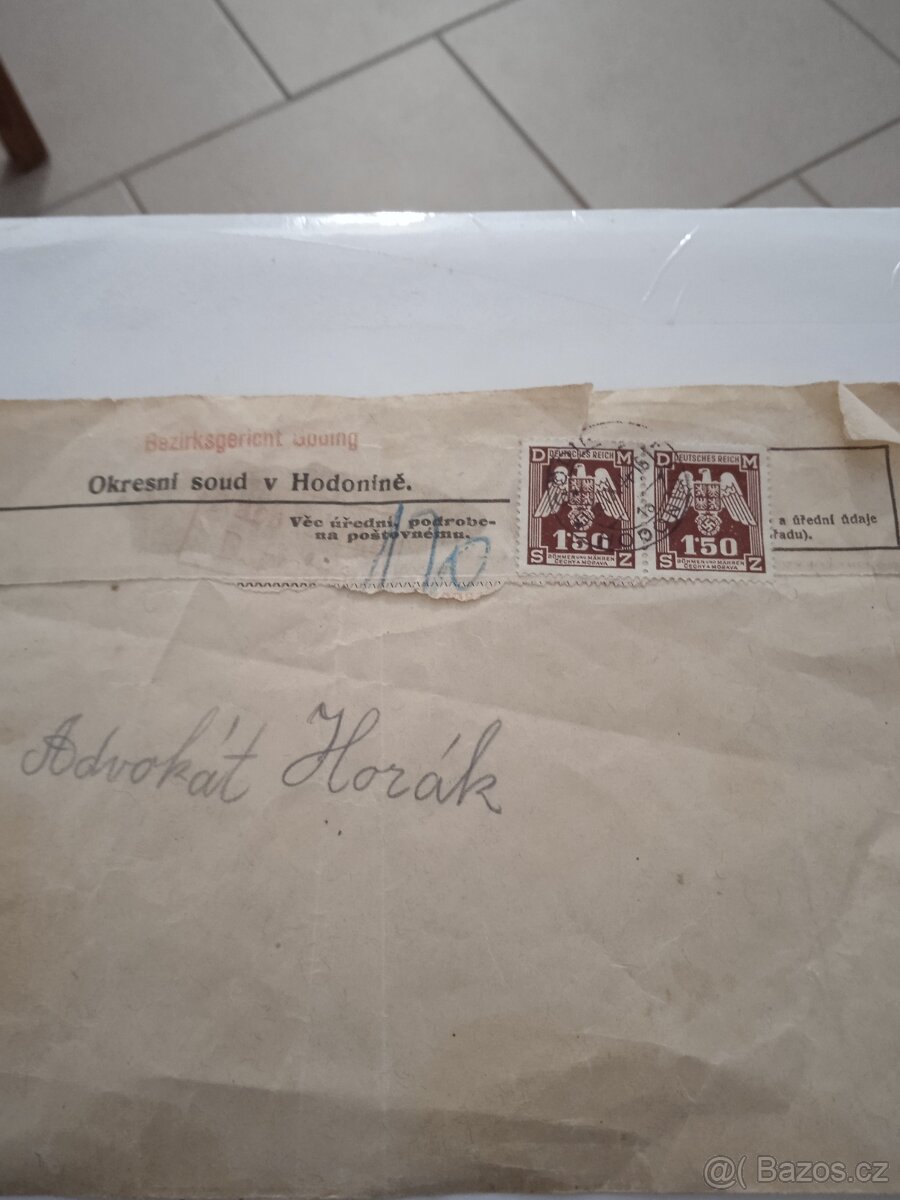 Bezirksgericht Göding
Okresní soud v Hodoníně.
Věc úřední, podrobe-
na poštovnému.
a úřední údaje
řadu).
D M
DEUTSCHES REICH
1·50
S Z
BÖHMEN UND MÄHREN
ČECHY A MORAVA
D M
DEUTSCHES REICH
1·50
S Z
BÖHMEN UND MÄHREN
ČECHY A MORAVA
Advokát Horák
@( Bazos.cz